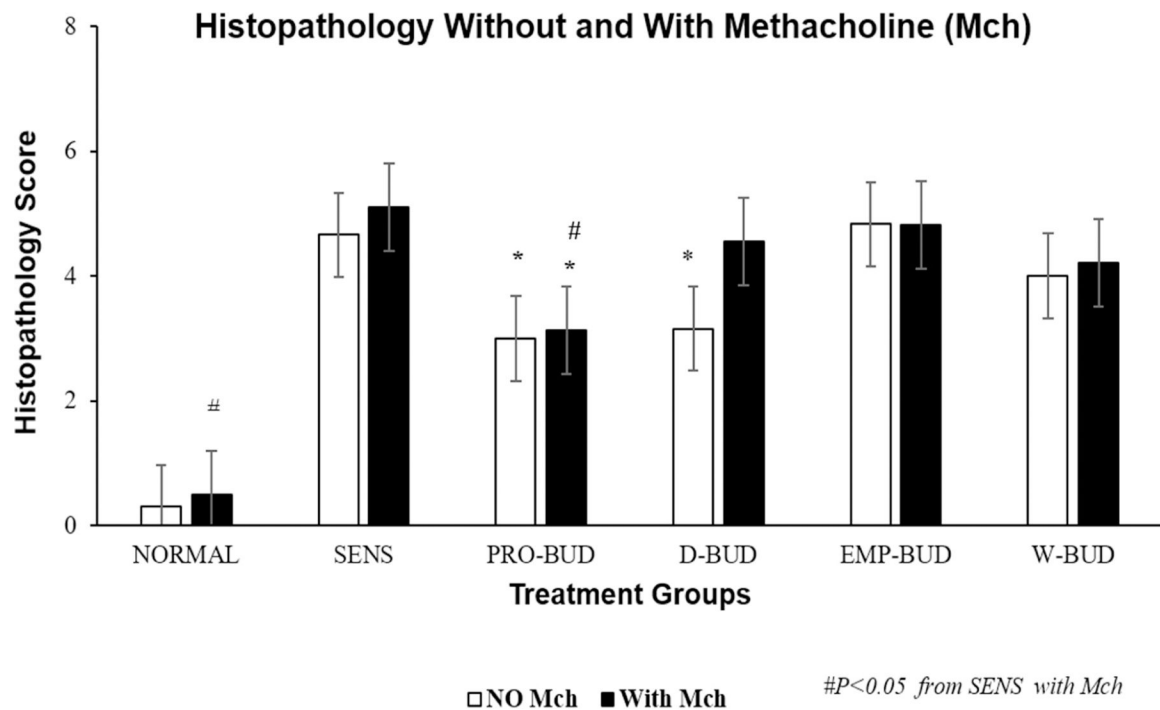 Histopathology Without and With Methacholine (Mch)
Histopathology Score
8
6
4
2
0
#
* * #
*
NORMAL SENS PRO-BUD D-BUD EMP-BUD W-BUD
Treatment Groups
NO Mch With Mch
#P<0.05 from SENS with Mch